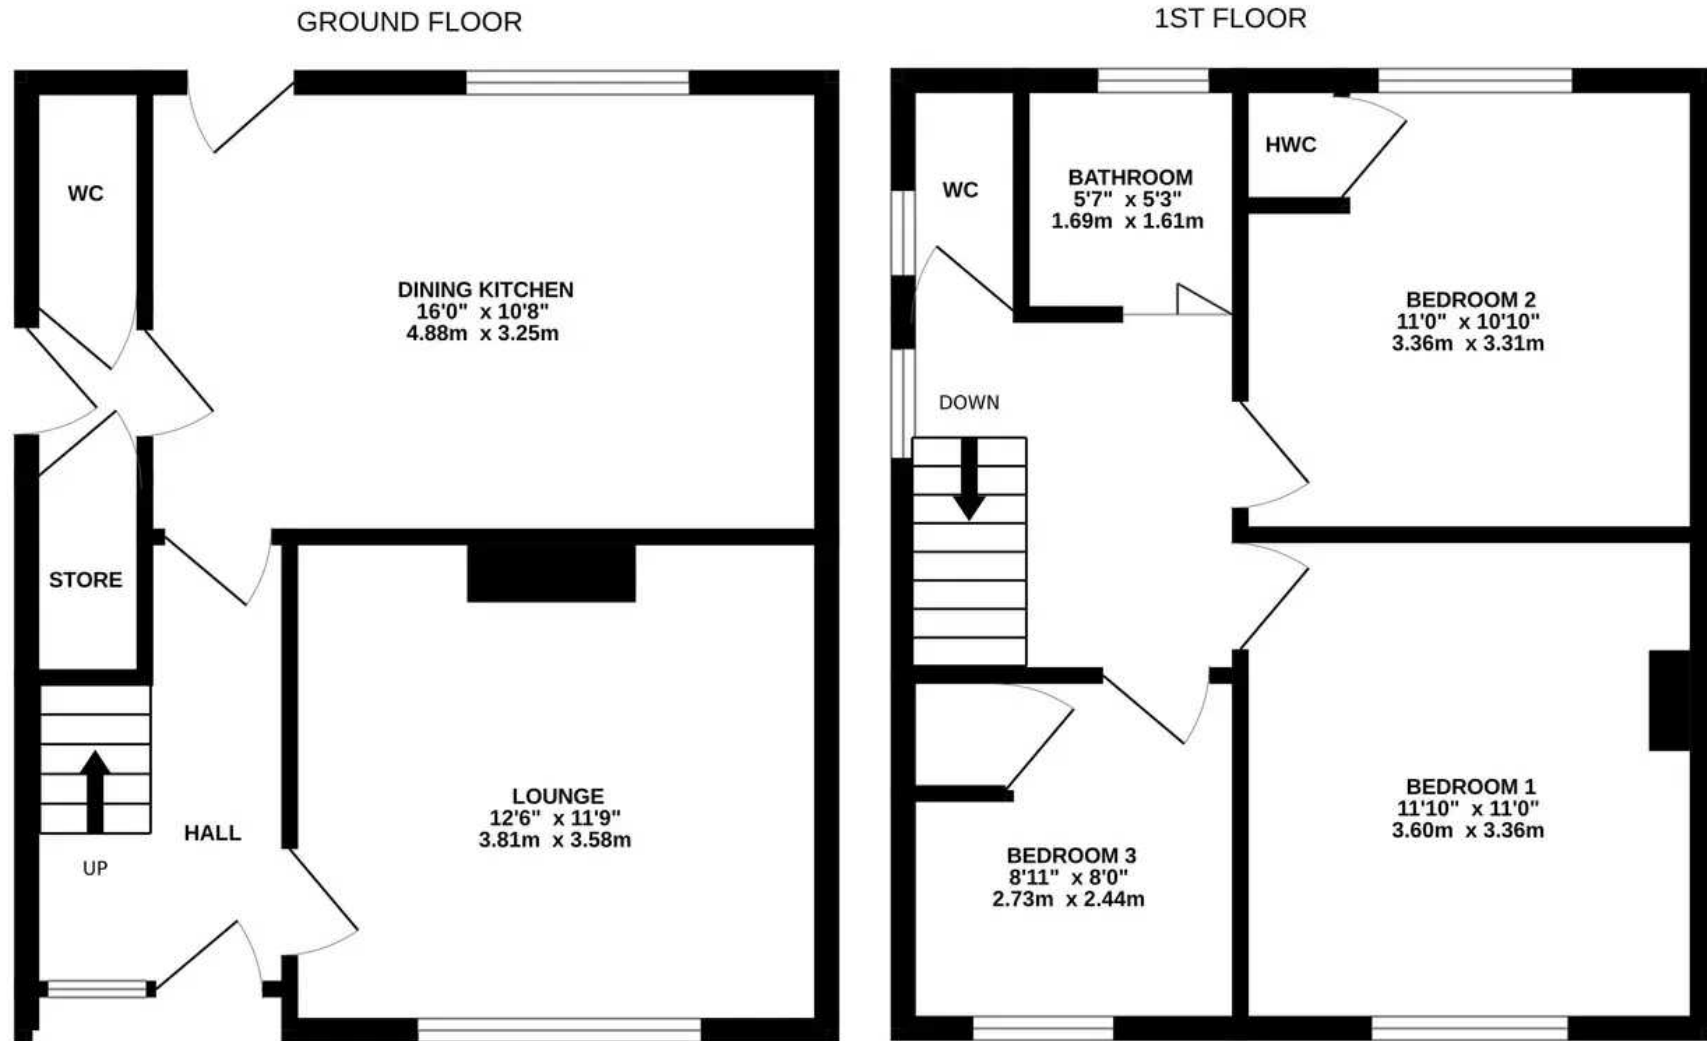 GROUND FLOOR
WC
DINING KITCHEN
16'0" x 10'8"
4.88m x 3.25m
STORE
HALL
UP
LOUNGE
12'6" x 11'9"
3.81m x 3.58m
1ST FLOOR
WC
BATHROOM
5'7" x 5'3"
1.69m x 1.61m
HWC
BEDROOM 2
11'0" x 10'10"
3.36m x 3.31m
DOWN
BEDROOM 1
11'10" x 11'0"
3.60m x 3.36m
BEDROOM 3
8'11" x 8'0"
2.73m x 2.44m